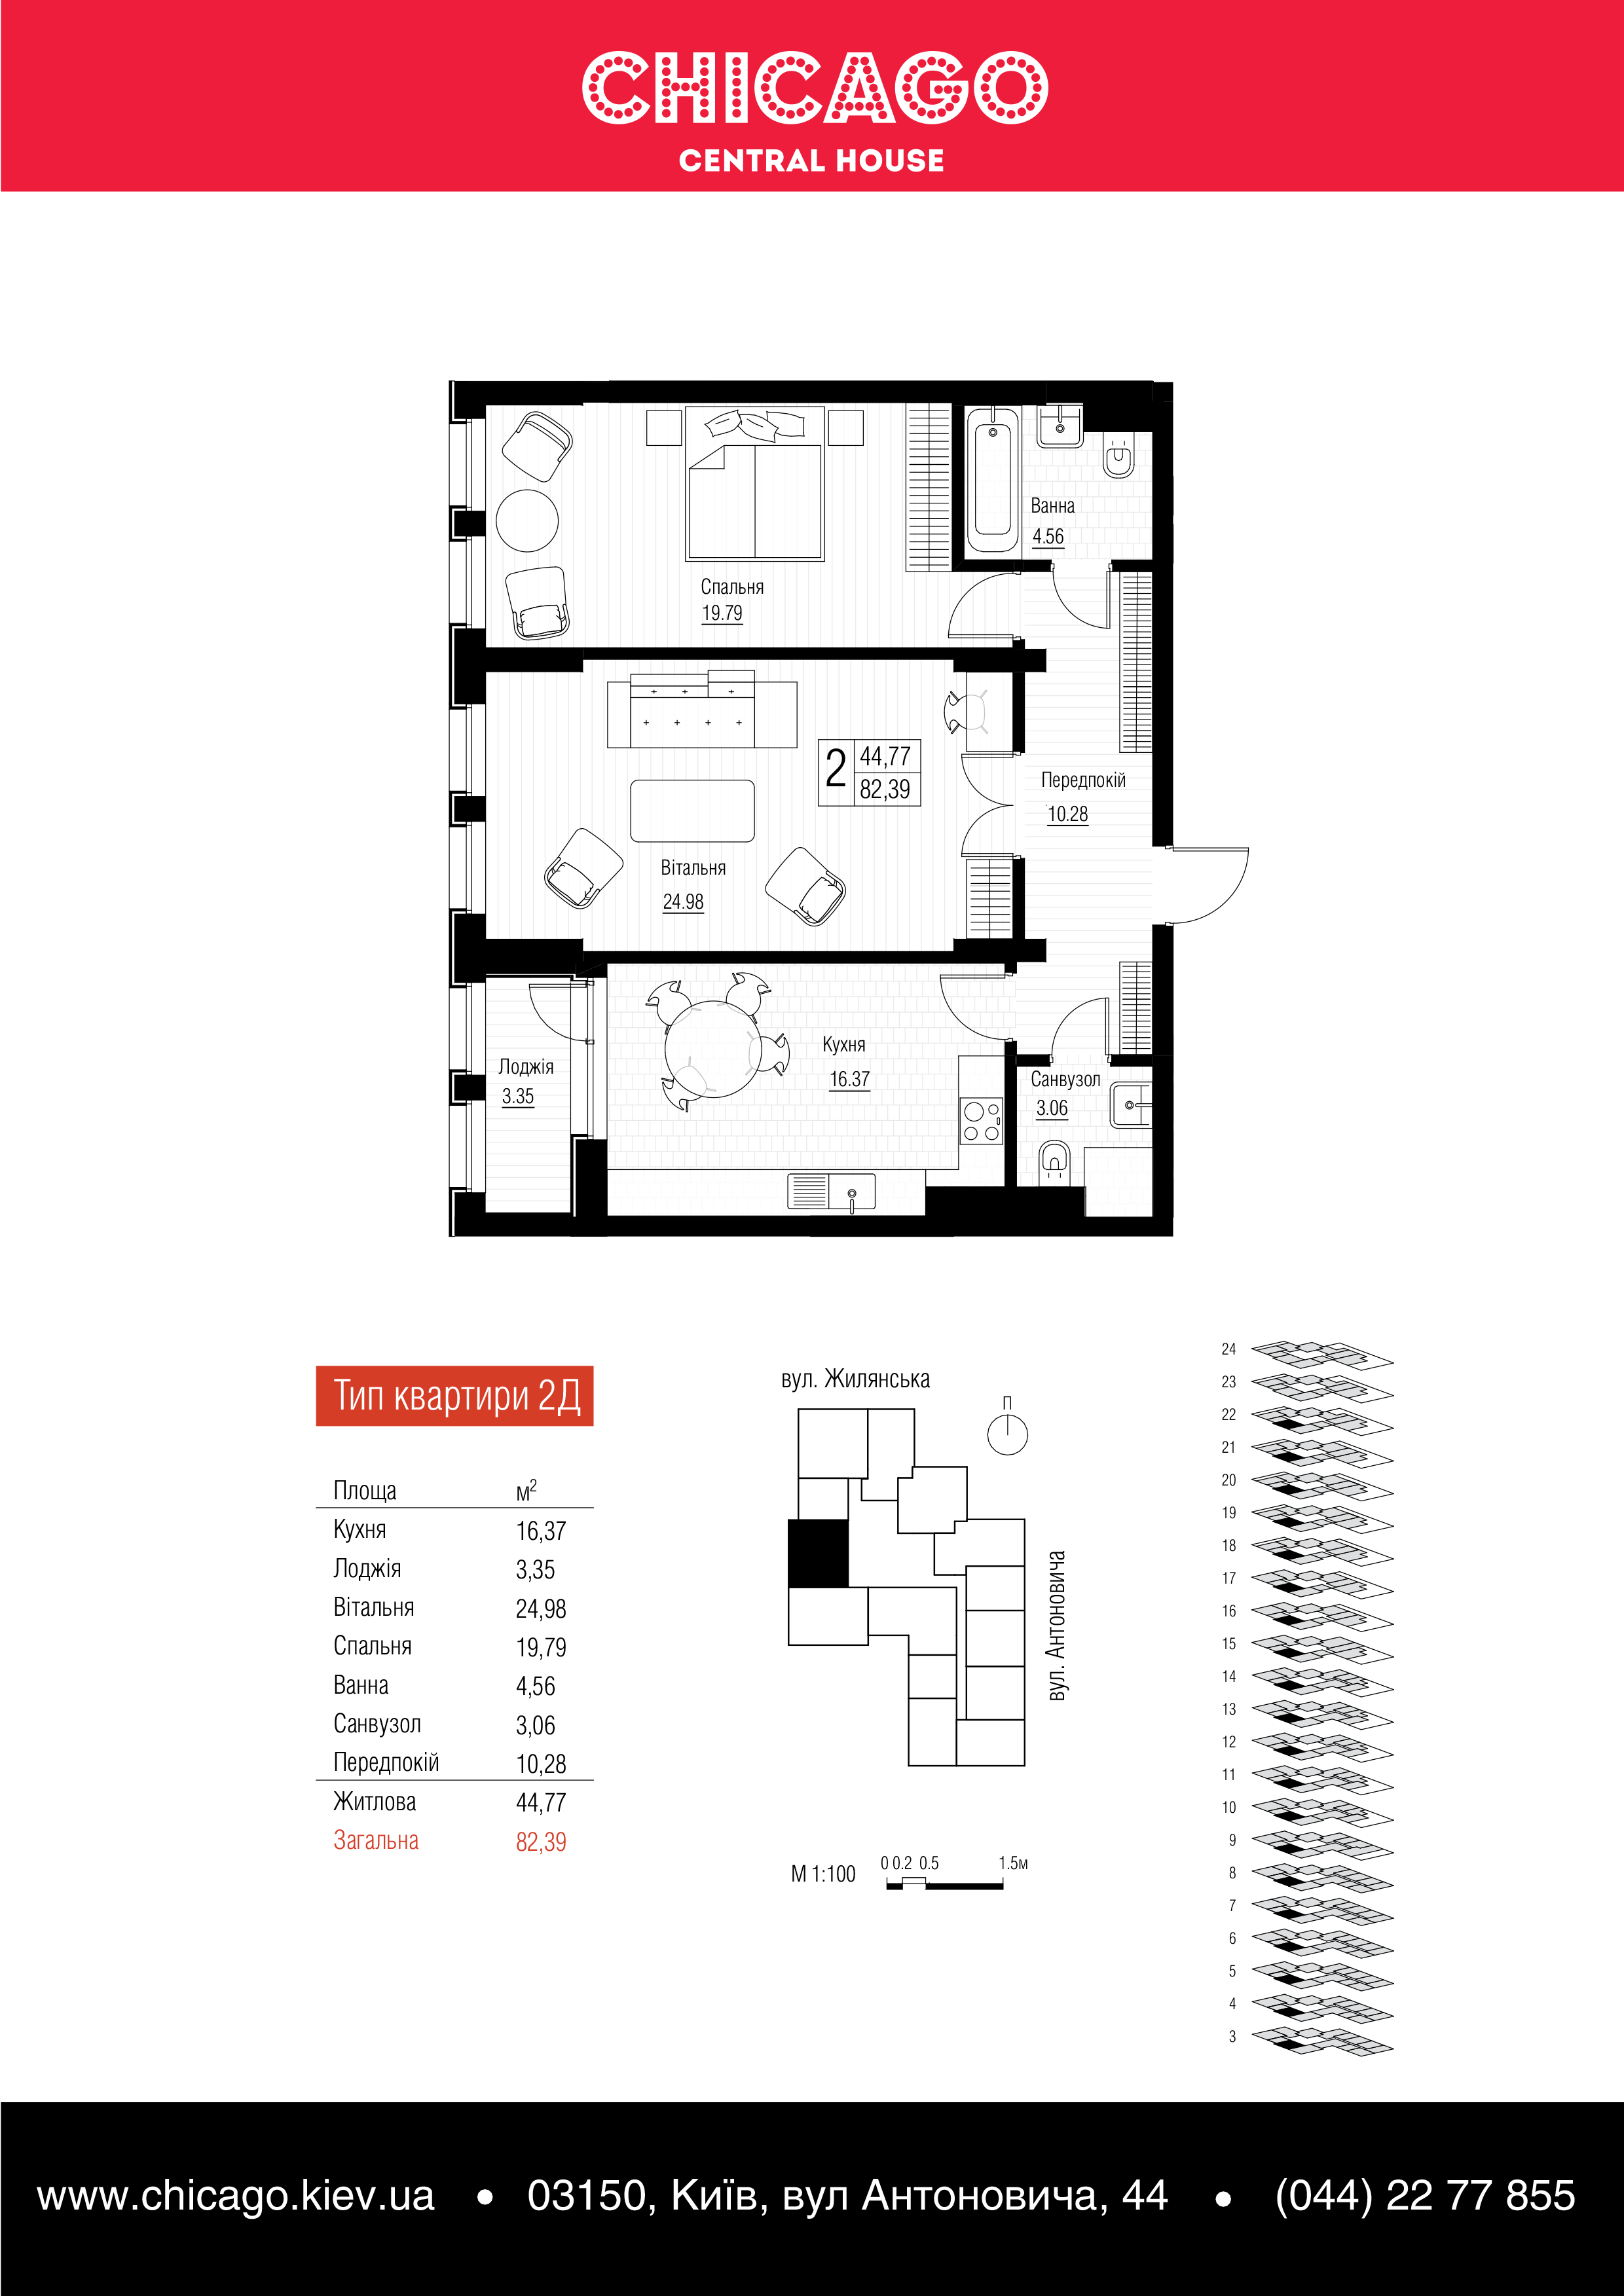 CHICAGO
CENTRAL HOUSE
Ванна
4.56
Спальня
19.79
2
44,77
82,39
Передпокій
10.28
Вітальня
24.98
Кухня
16.37
Лоджія
3.35
Санвузол
3.06
Тип квартири 2Д
Площа м2
Кухня 16,37
Лоджія 3,35
Вітальня 24,98
Спальня 19,79
Ванна 4,56
Санвузол 3,06
Передпокій 10,28
Житлова 44,77
Загальна 82,39
вул. Жилянська
П
вул. Антоновича
М 1:100
0 0.2 0.5 1.5м
24
23
22
21
20
19
18
17
16
15
14
13
12
11
10
9
8
7
6
5
4
3
www.chicago.kiev.ua • 03150, Київ, вул Антоновича, 44 • (044) 22 77 855